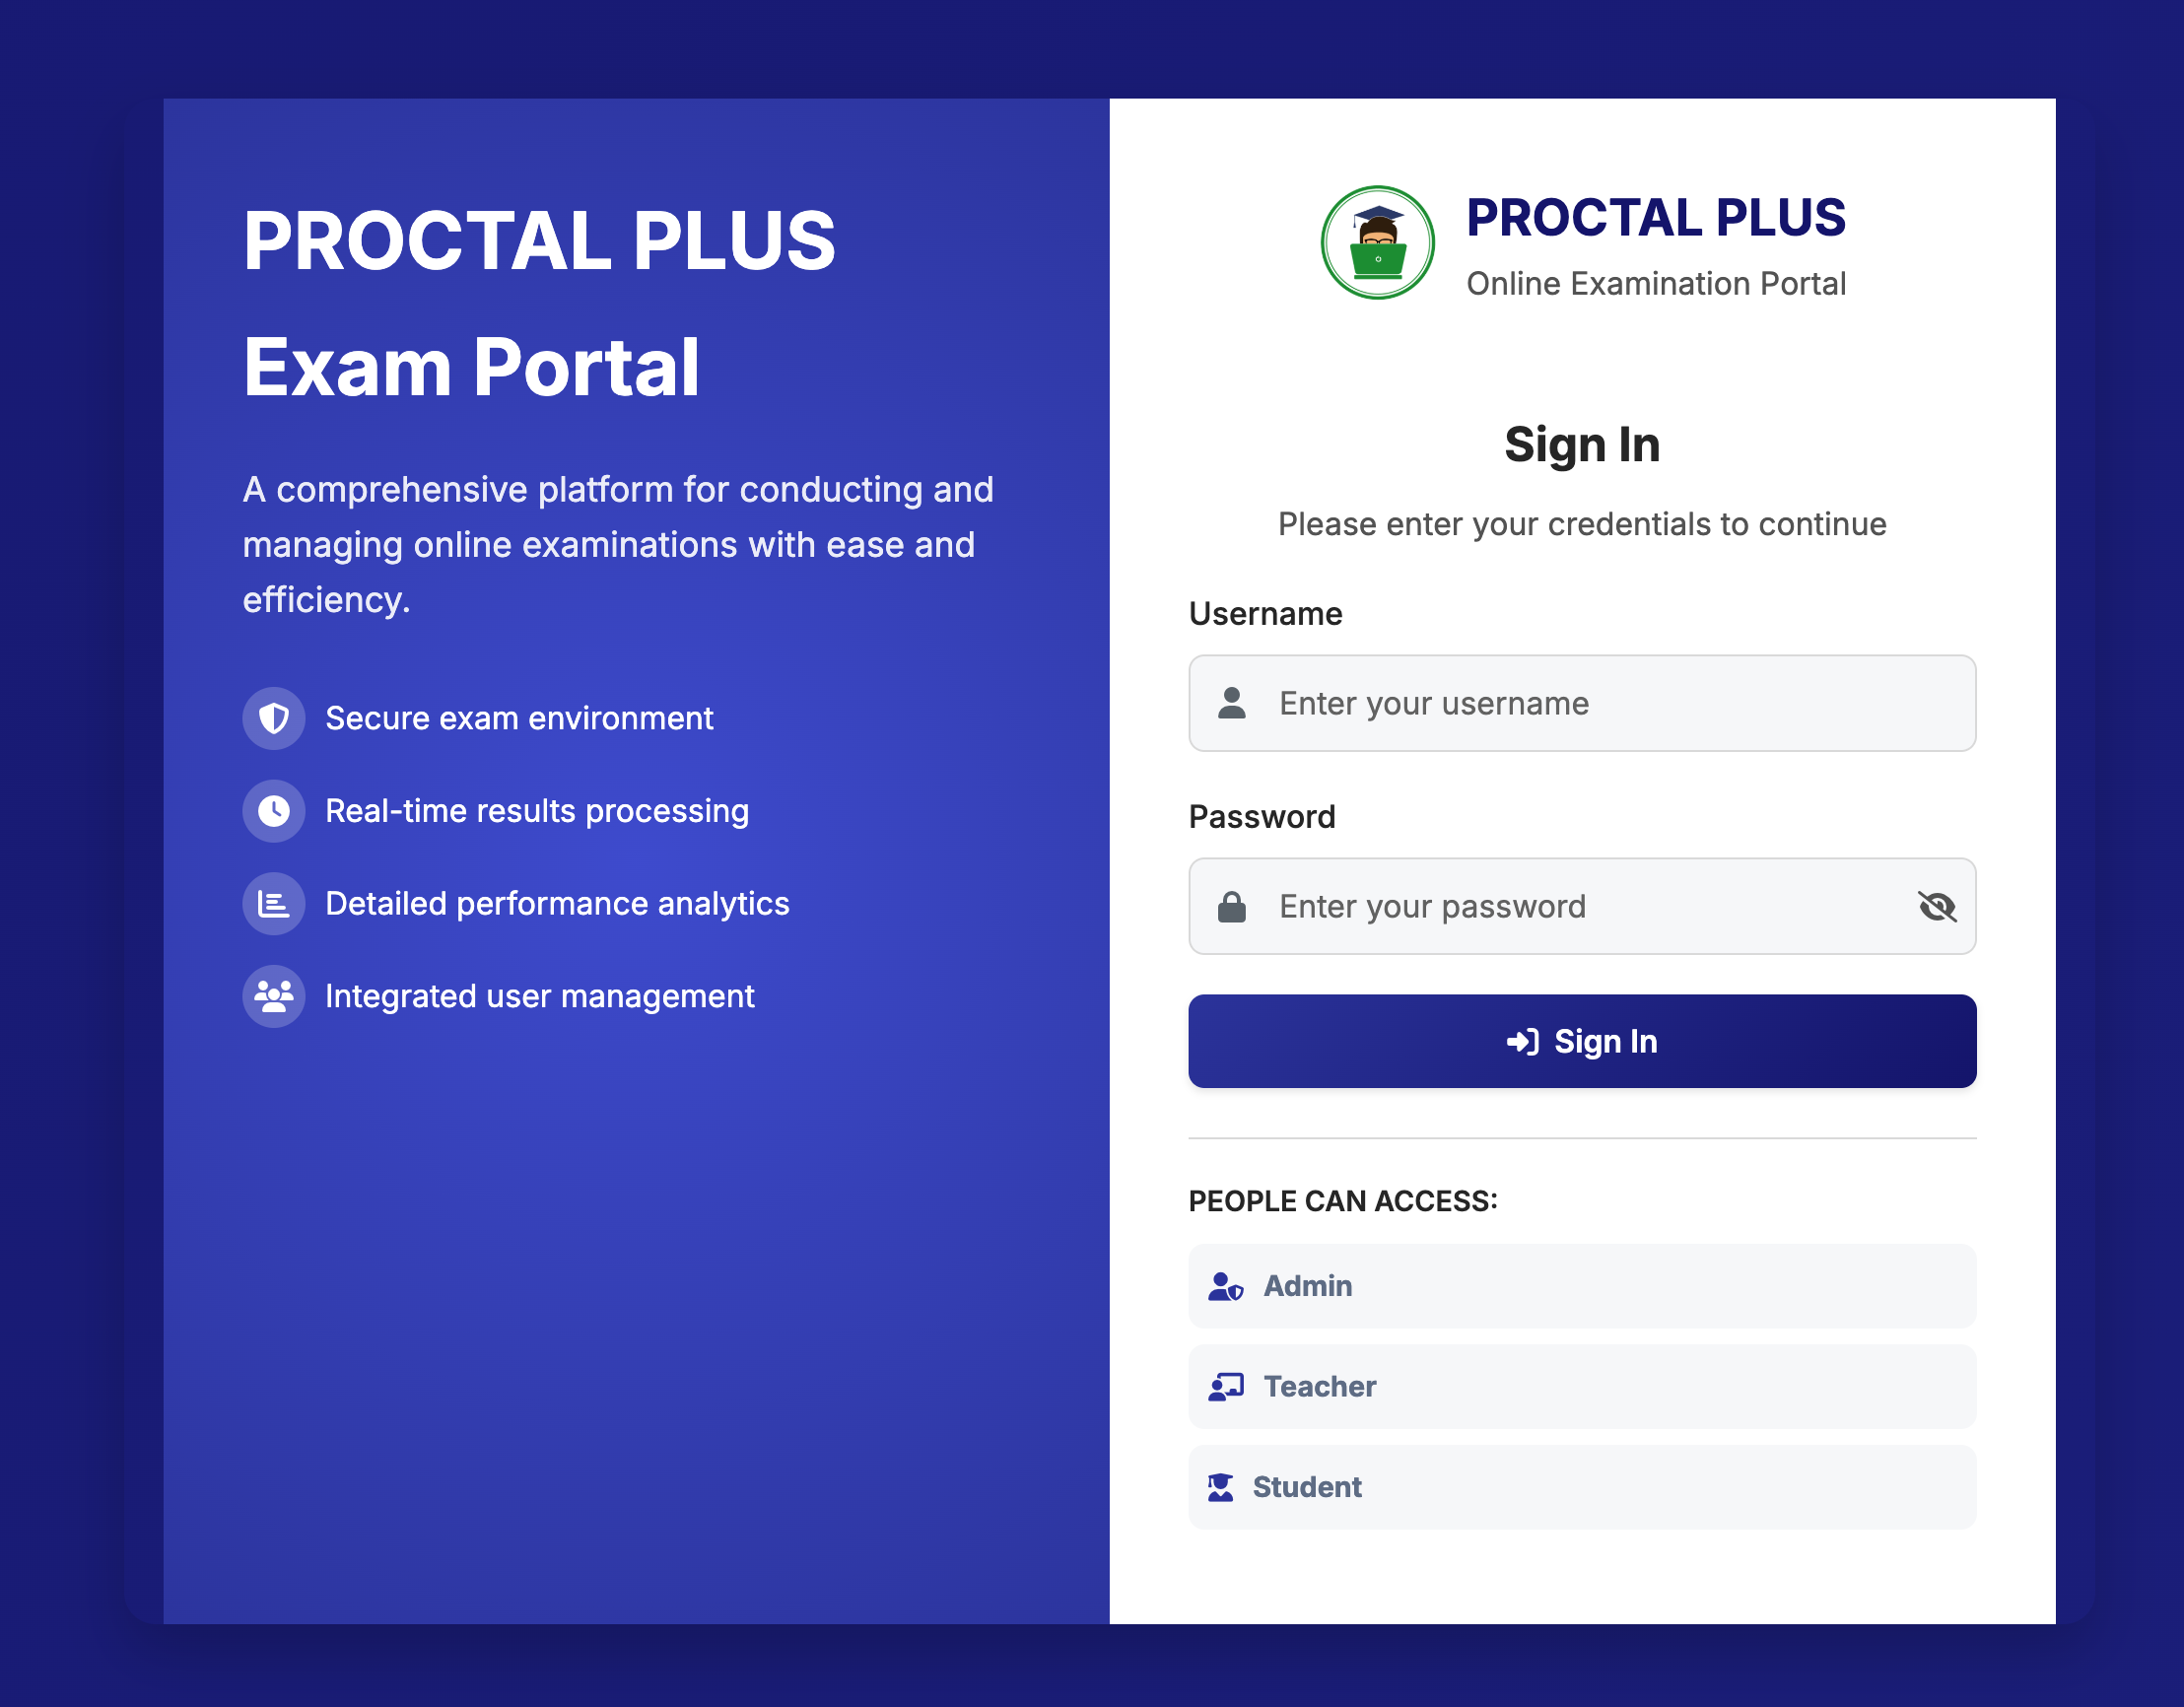 PROCTAL PLUS
Exam Portal
A comprehensive platform for conducting and
managing online examinations with ease and
efficiency.
Secure exam environment
Real-time results processing
Detailed performance analytics
Integrated user management
PROCTAL PLUS
Online Examination Portal
Sign In
Please enter your credentials to continue
Username
Enter your username
Password
Enter your password
Sign In
PEOPLE CAN ACCESS:
Admin
Teacher
Student